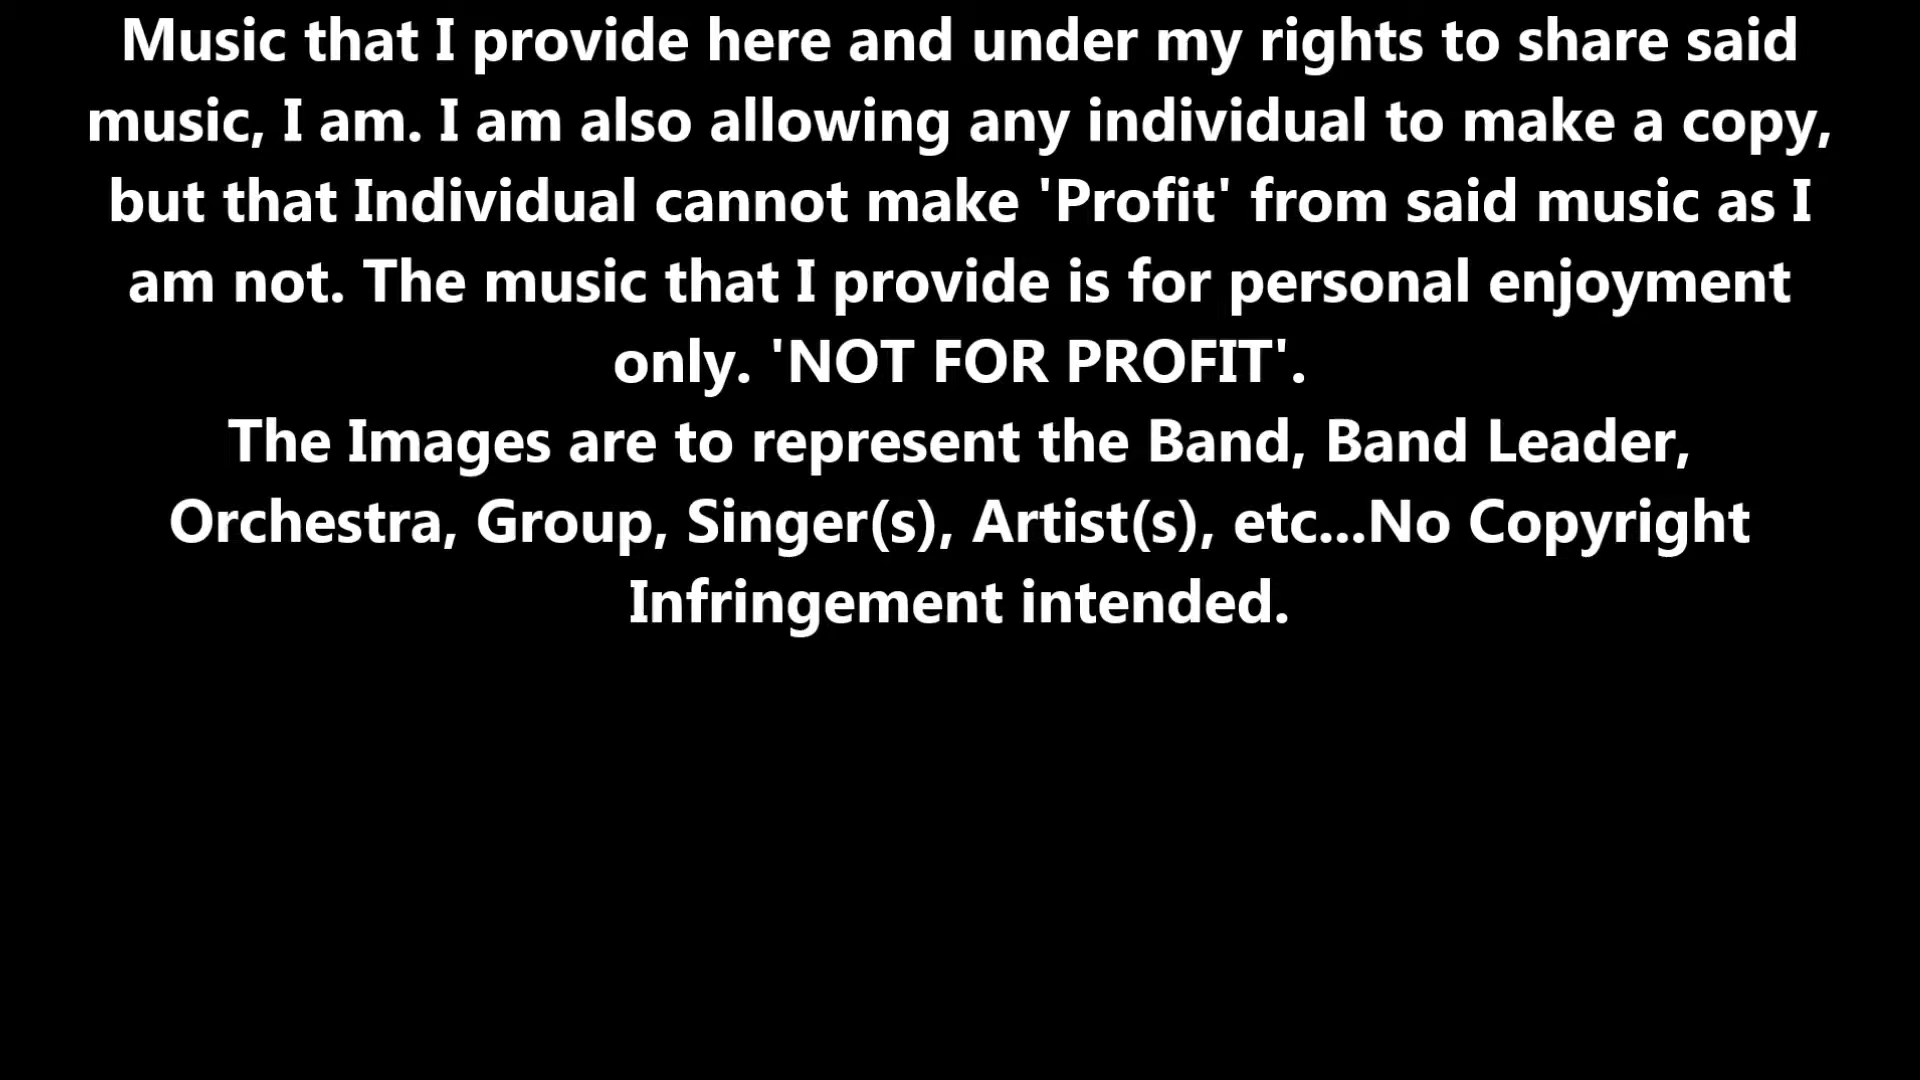 Music that I provide here and under my rights to share said
music, I am. I am also allowing any individual to make a copy,
but that Individual cannot make 'Profit' from said music as I
am not. The music that I provide is for personal enjoyment
only. 'NOT FOR PROFIT'.
The Images are to represent the Band, Band Leader,
Orchestra, Group, Singer(s), Artist(s), etc...No Copyright
Infringement intended.